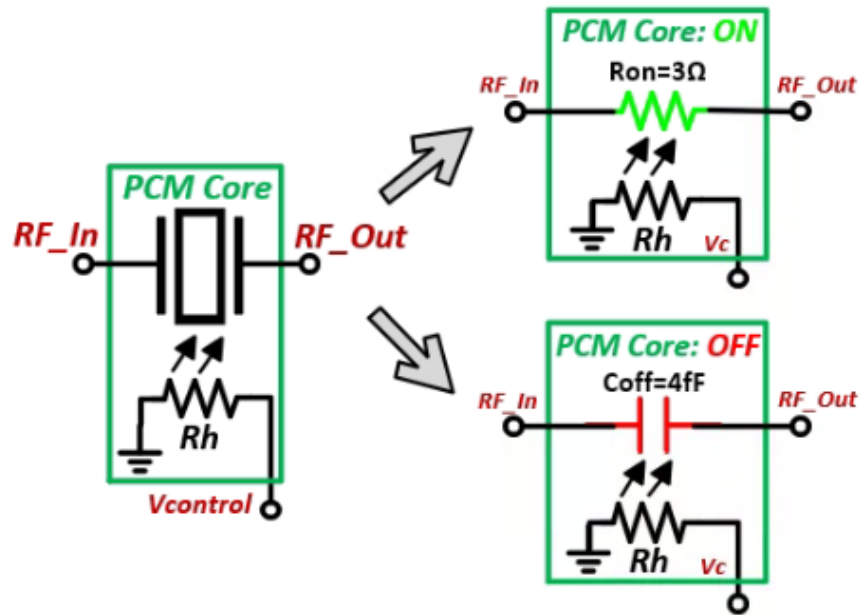 PCM Core
RF_In
RF_Out
Rh
Vcontrol
PCM Core: ON
Ron=3Ω
RF_In
RF_Out
Rh
Vc
PCM Core: OFF
Coff=4fF
RF_In
RF_Out
Rh
Vc